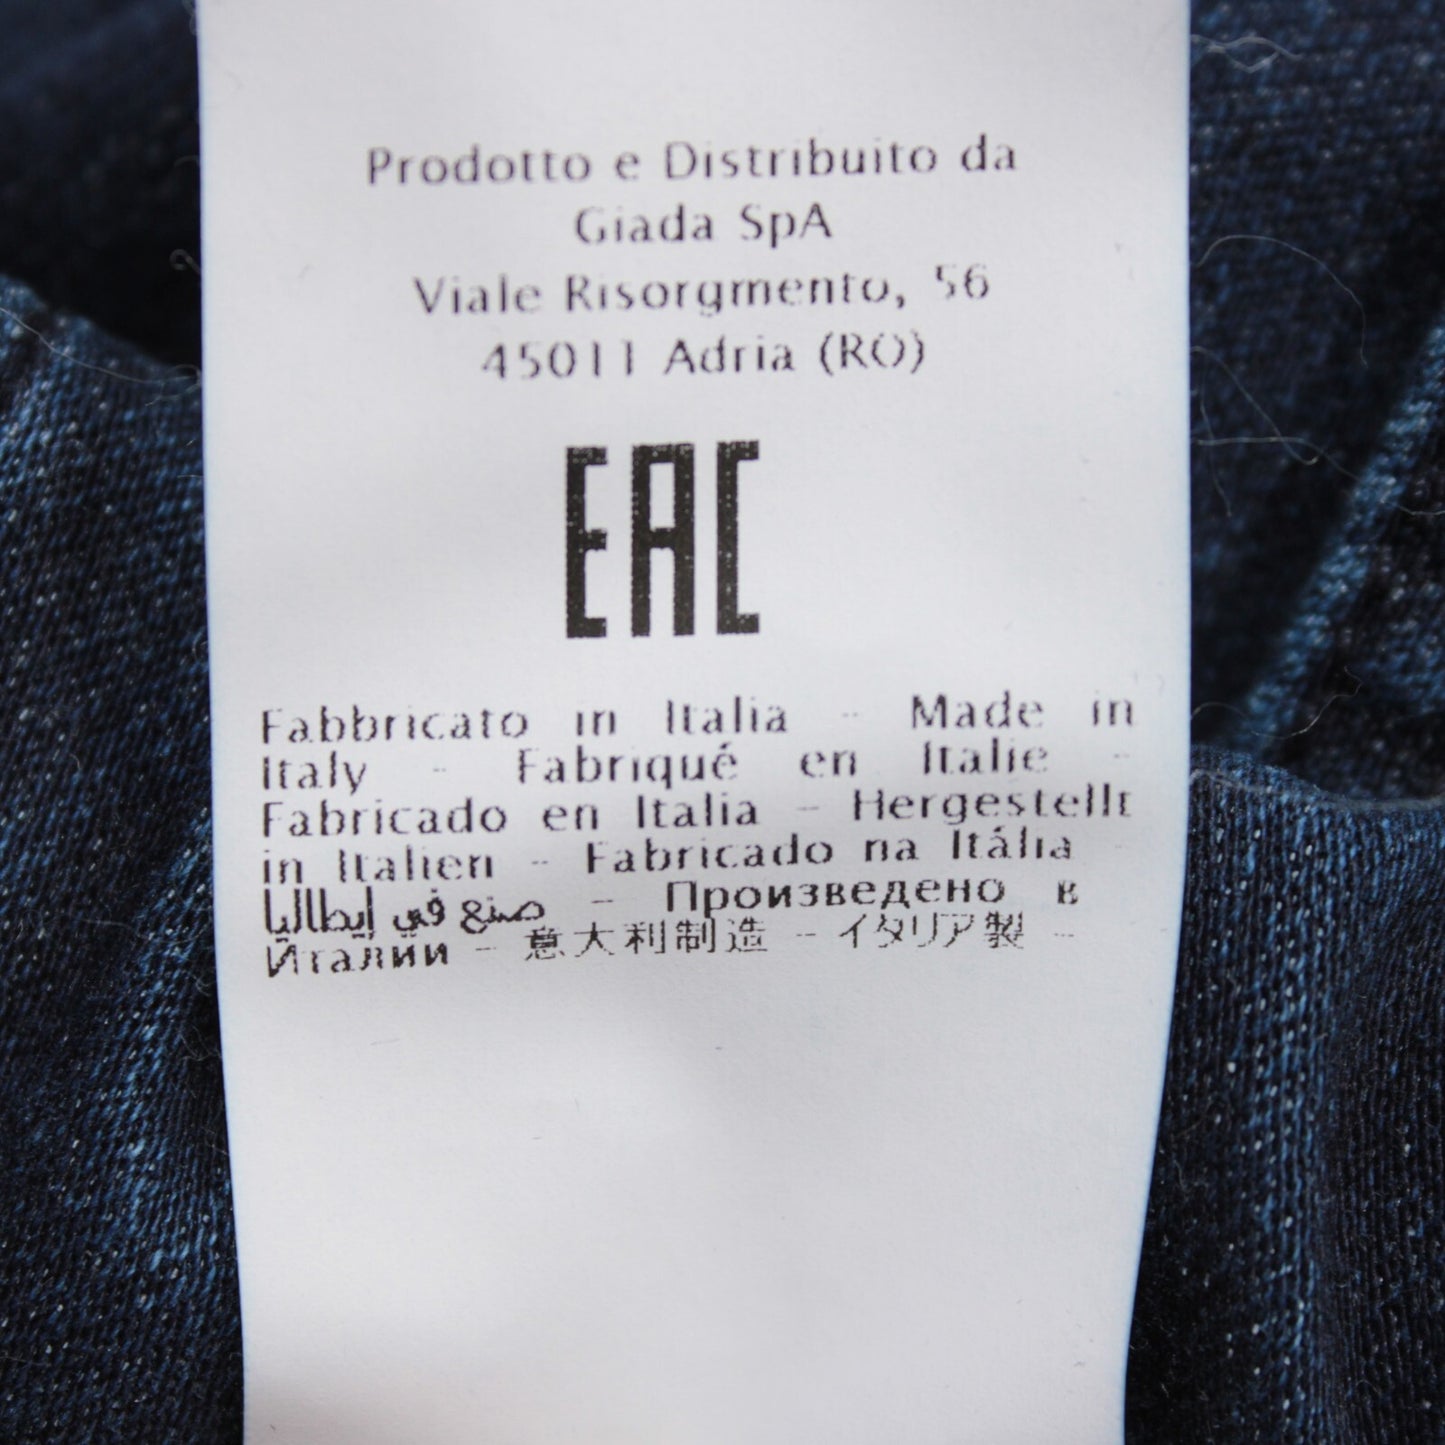 Prodotto e Distribuito da
Giada SpA
Viale Risorgmento, 56
45011 Adria (RO)
EAC
Fabbricato in Italia - Made in
Italy - Fabriqué en Italie -
Fabricado en Italia - Hergestellt
in Italien - Fabricado na Itália -
صنع في إيطاليا - Произведено в
Италии - 意大利制造 - イタリア製 -